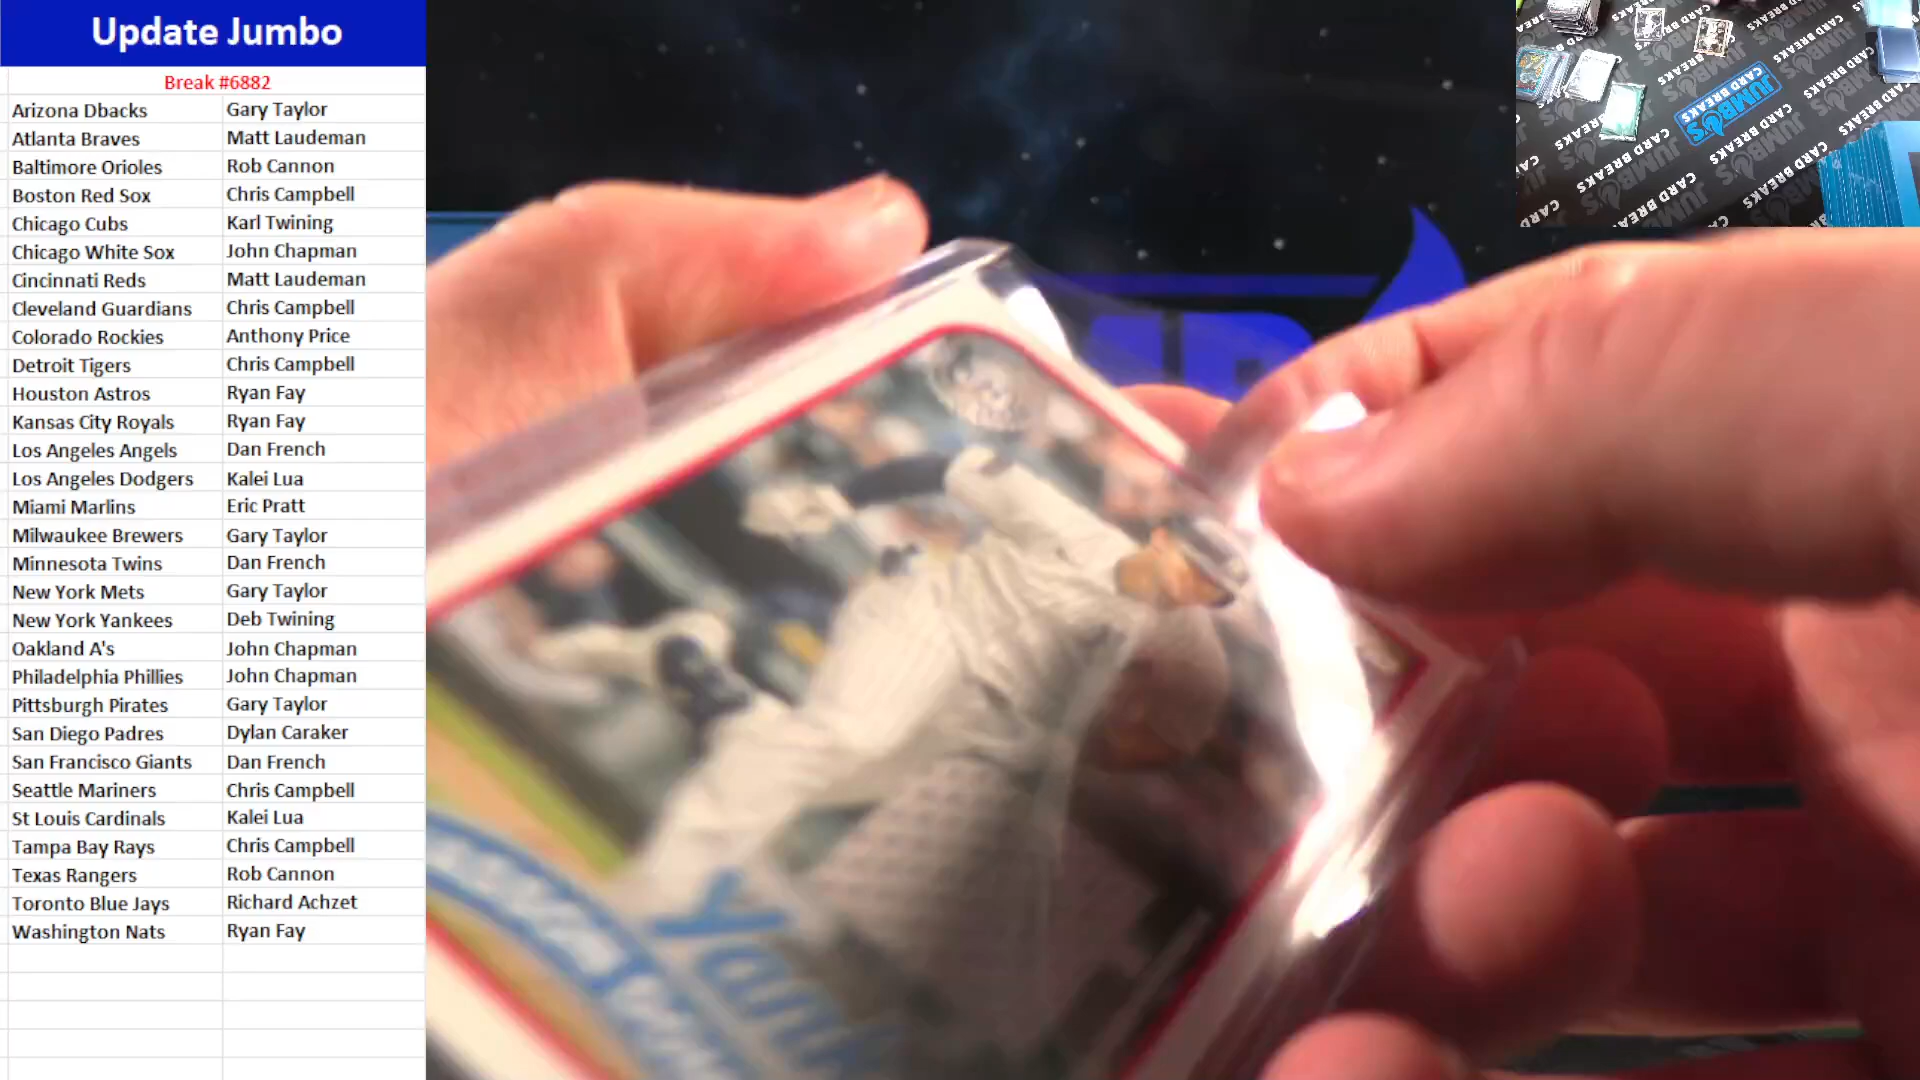 Update Jumbo
Break #6882
Arizona Dbacks Gary Taylor
Atlanta Braves Matt Laudeman
Baltimore Orioles Rob Cannon
Boston Red Sox Chris Campbell
Chicago Cubs Karl Twining
Chicago White Sox John Chapman
Cincinnati Reds Matt Laudeman
Cleveland Guardians Chris Campbell
Colorado Rockies Anthony Price
Detroit Tigers Chris Campbell
Houston Astros Ryan Fay
Kansas City Royals Ryan Fay
Los Angeles Angels Dan French
Los Angeles Dodgers Kalei Lua
Miami Marlins Eric Pratt
Milwaukee Brewers Gary Taylor
Minnesota Twins Dan French
New York Mets Gary Taylor
New York Yankees Deb Twining
Oakland A's John Chapman
Philadelphia Phillies John Chapman
Pittsburgh Pirates Gary Taylor
San Diego Padres Dylan Caraker
San Francisco Giants Dan French
Seattle Mariners Chris Campbell
St Louis Cardinals Kalei Lua
Tampa Bay Rays Chris Campbell
Texas Rangers Rob Cannon
Toronto Blue Jays Richard Achzet
Washington Nats Ryan Fay
JUMBO'S
CARD BREAKS